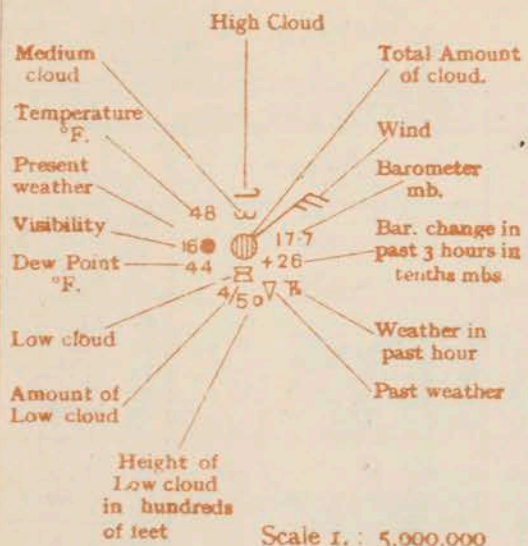 High Cloud
Medium
cloud
Total Amount
of cloud.
Temperature
°F.
Wind
Present
weather
Barometer
mb.
48
Visibility
16
17.7
Bar. change in
past 3 hours in
tenths mbs
Dew Point
°F.
44
+26
4/50
Low cloud
Weather in
past hour
Amount of
Low cloud
Past weather
Height of
Low cloud
in hundreds
of feet
Scale 1. : 5,000,000